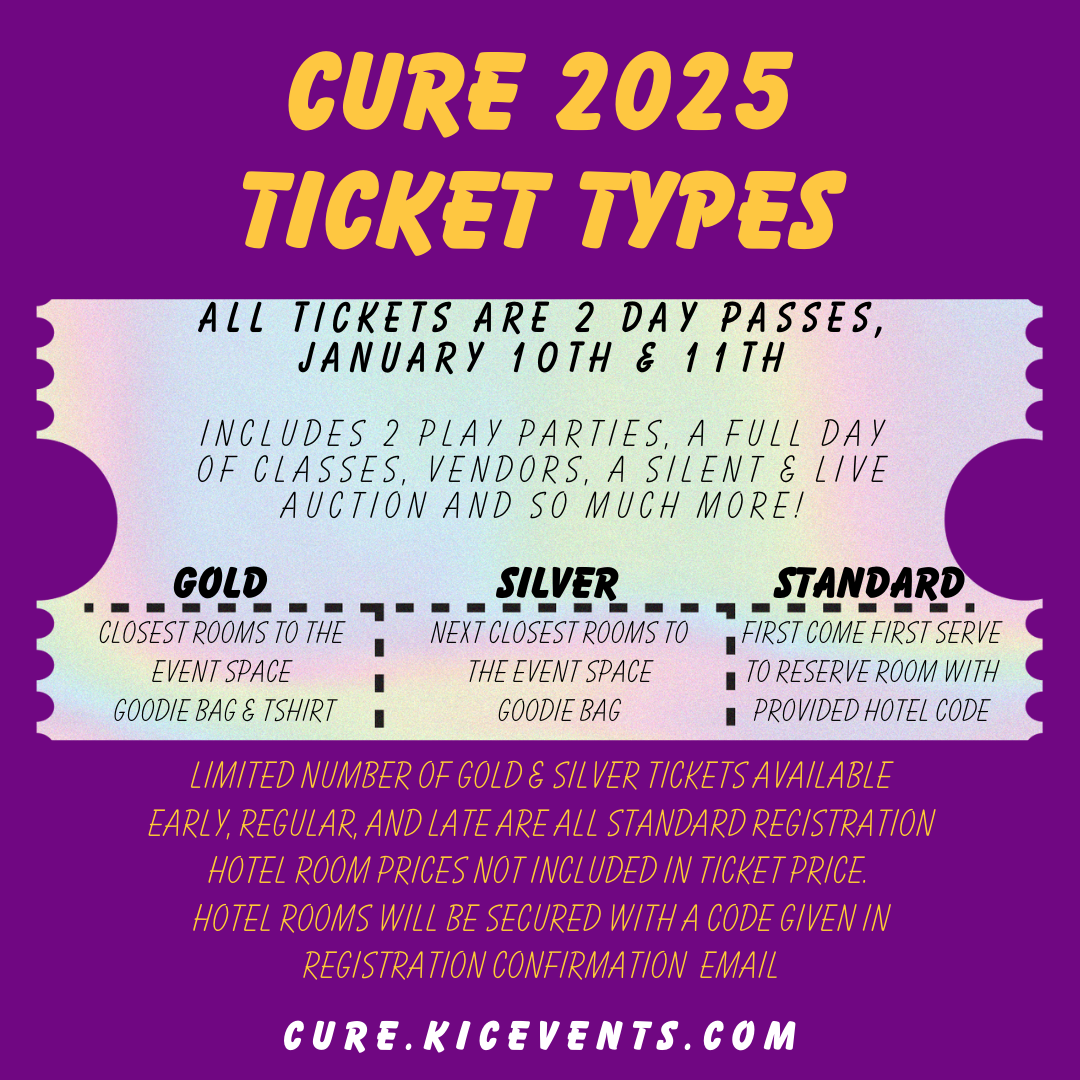 CURE 2025
TICKET TYPES
ALL TICKETS ARE 2 DAY PASSES,
JANUARY 10TH & 11TH
INCLUDES 2 PLAY PARTIES, A FULL DAY
OF CLASSES, VENDORS, A SILENT & LIVE
AUCTION AND SO MUCH MORE!
GOLD
CLOSEST ROOMS TO THE
EVENT SPACE
GOODIE BAG & TSHIRT
SILVER
NEXT CLOSEST ROOMS TO
THE EVENT SPACE
GOODIE BAG
STANDARD
FIRST COME FIRST SERVE
TO RESERVE ROOM WITH
PROVIDED HOTEL CODE
LIMITED NUMBER OF GOLD & SILVER TICKETS AVAILABLE
EARLY, REGULAR, AND LATE ARE ALL STANDARD REGISTRATION
HOTEL ROOM PRICES NOT INCLUDED IN TICKET PRICE.
HOTEL ROOMS WILL BE SECURED WITH A CODE GIVEN IN
REGISTRATION CONFIRMATION EMAIL
CURE.KICEVENTS.COM